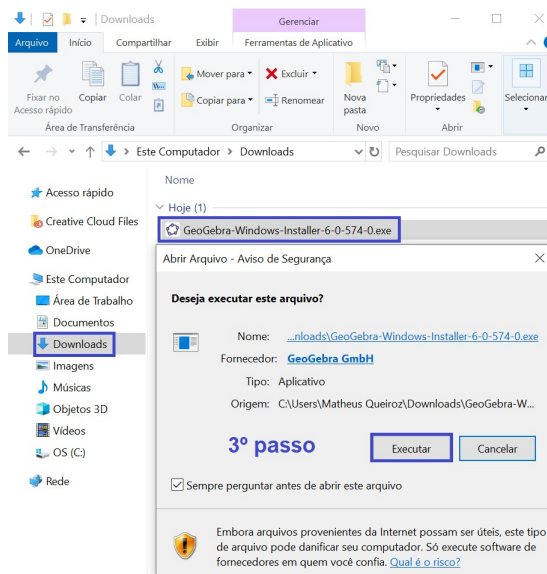 Downloads
Gerenciar
Arquivo Início Compartilhar Exibir Ferramentas de Aplicativo
Fixar no Acesso rápido
Copiar
Colar
Mover para
Copiar para
Excluir
Renomear
Nova pasta
Propriedades
Selecionar
Área de Transferência Organizar Novo Abrir
Este Computador > Downloads
Pesquisar Downloads
Nome
Acesso rápido
Hoje (1)
Creative Cloud Files
GeoGebra-Windows-Installer-6-0-574-0.exe
OneDrive
Este Computador
Área de Trabalho
Documentos
Downloads
Imagens
Músicas
Objetos 3D
Vídeos
OS (C:)
Rede
Abrir Arquivo - Aviso de Segurança
Deseja executar este arquivo?
Nome: ...nloads\GeoGebra-Windows-Installer-6-0-574-0.exe
Fornecedor: GeoGebra GmbH
Tipo: Aplicativo
Origem: C:\Users\Matheus Queiroz\Downloads\GeoGebra-W...
3º passo
Executar Cancelar
Sempre perguntar antes de abrir este arquivo
Embora arquivos provenientes da Internet possam ser úteis, este tipo
de arquivo pode danificar seu computador. Só execute software de
fornecedores em quem você confia. Qual é o risco?